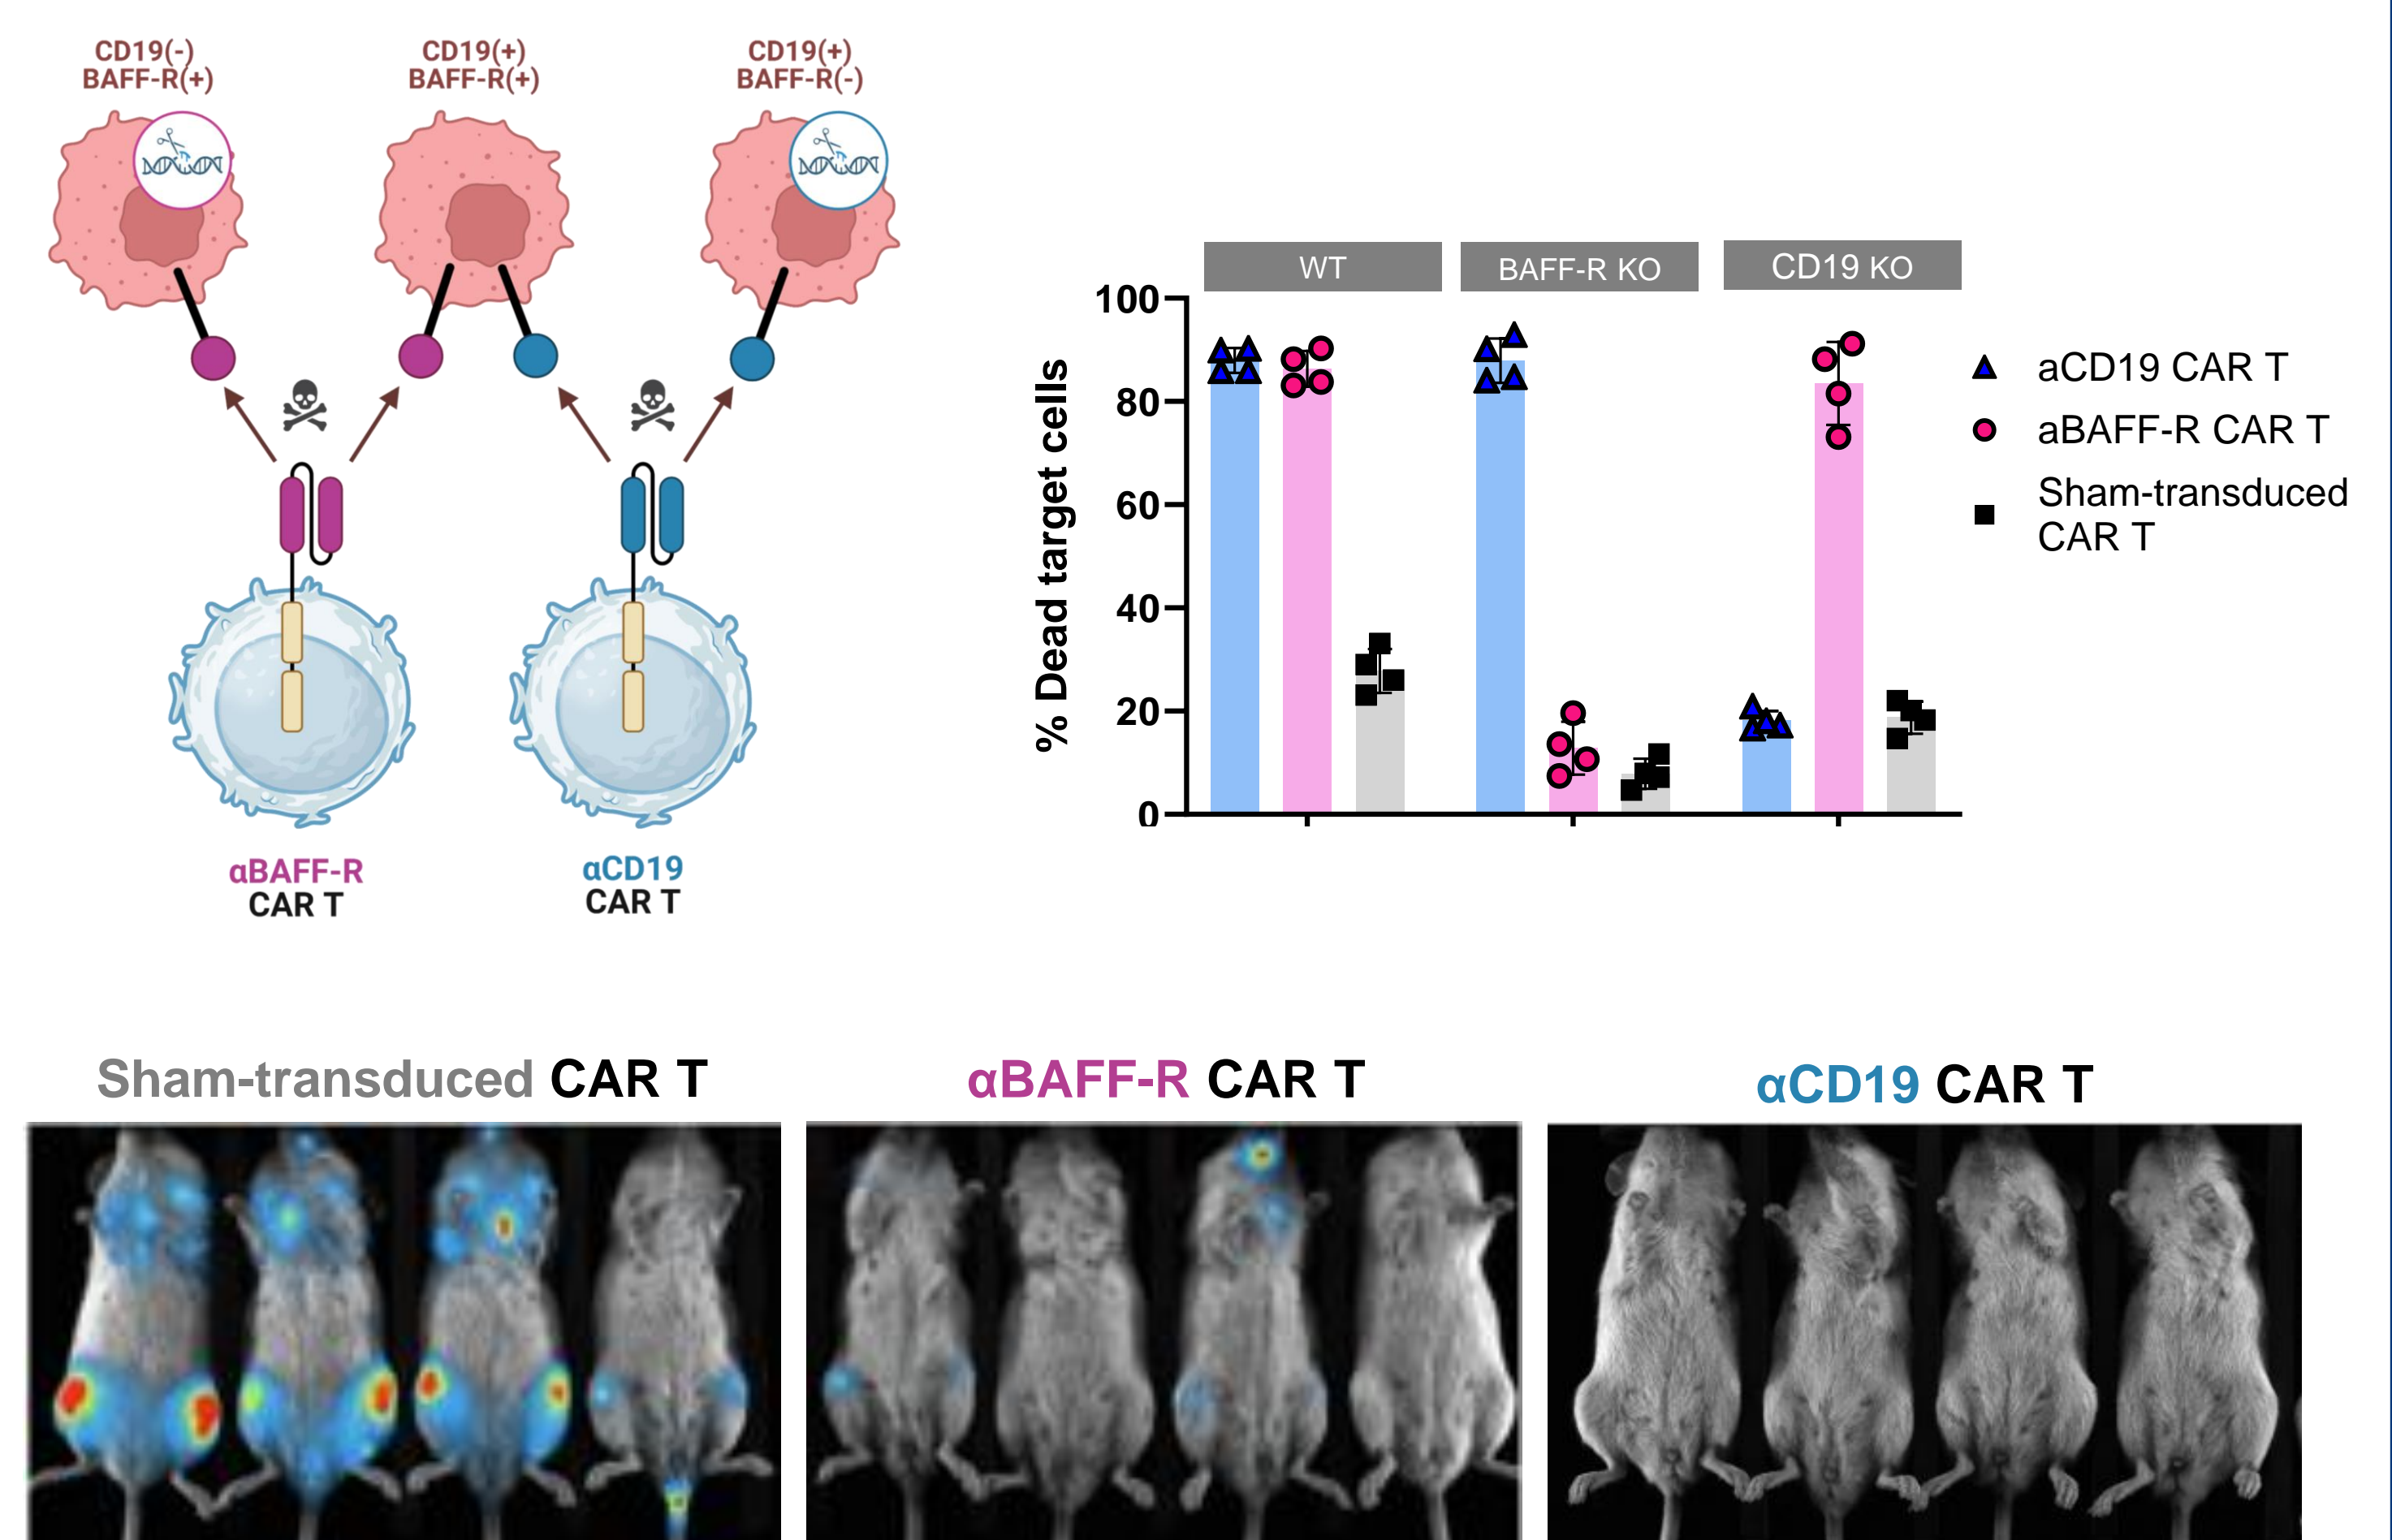 CD19(-)
BAFF-R(+)
CD19(+)
BAFF-R(+)
CD19(+)
BAFF-R(-)
αBAFF-R
CAR T
αCD19
CAR T
WT
BAFF-R KO
CD19 KO
% Dead target cells
100
80
60
40
20
0
aCD19 CAR T
aBAFF-R CAR T
Sham-transduced
CAR T
Sham-transduced CAR T
αBAFF-R CAR T
αCD19 CAR T